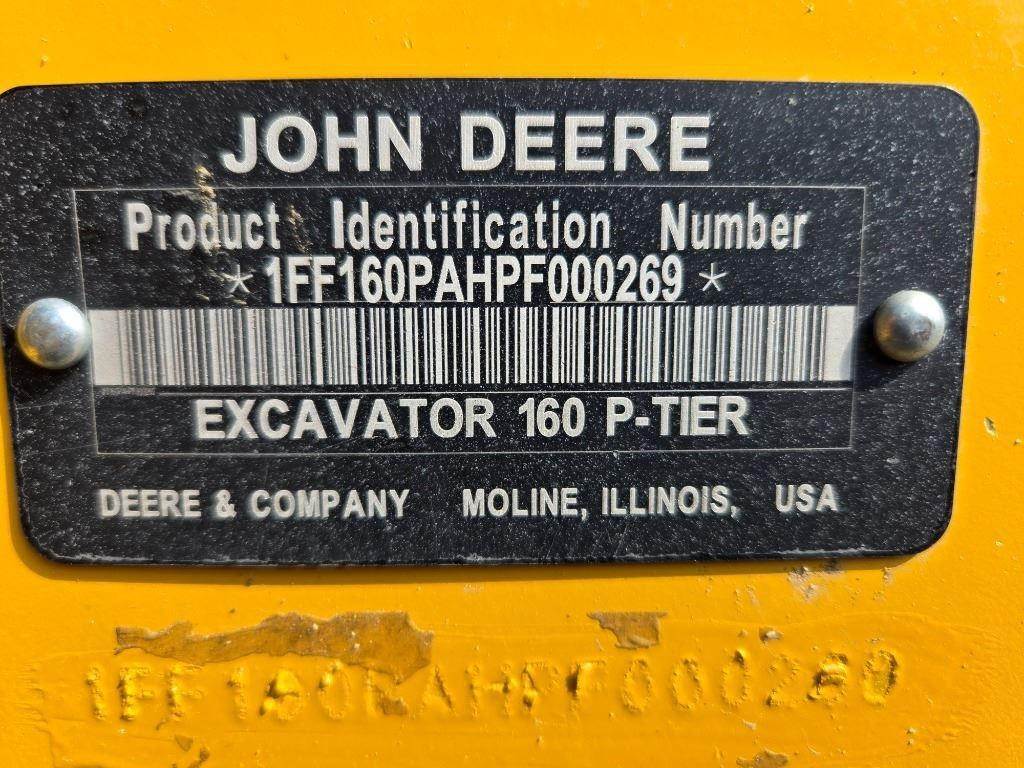 JOHN DEERE
Product Identification Number
*1FF160PAHPF000269*
EXCAVATOR 160 P-TIER
DEERE & COMPANY MOLINE, ILLINOIS, USA